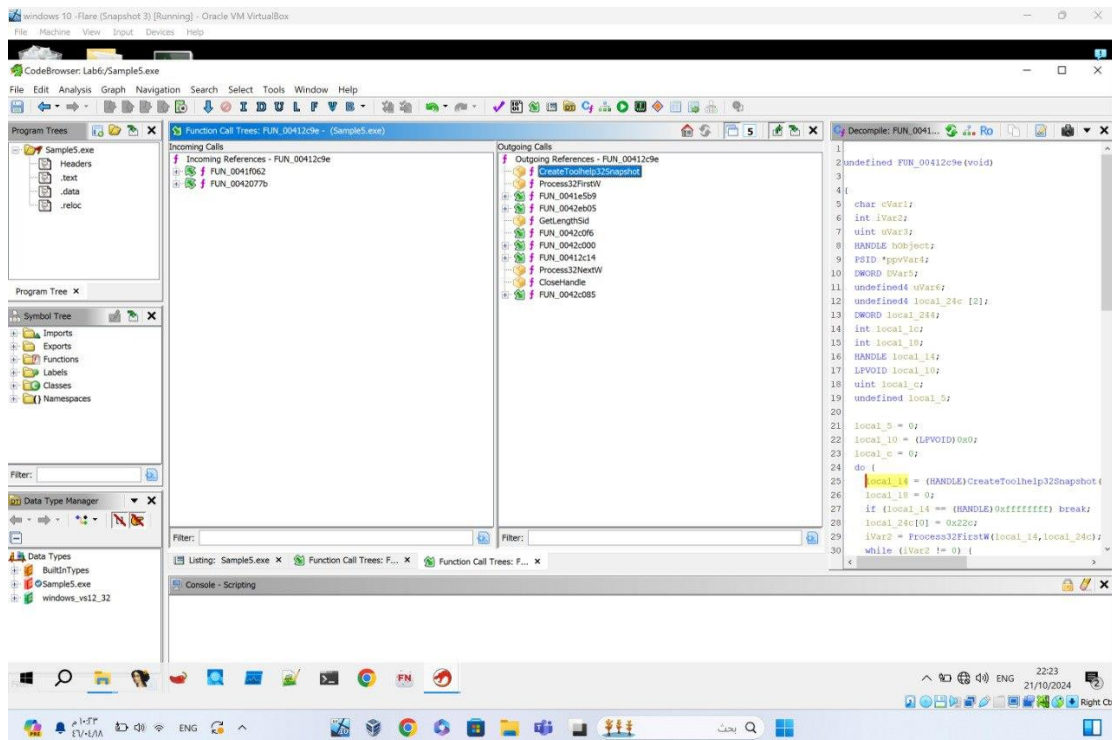 windows 10 -Flare (Snapshot 3) [Running] - Oracle VM VirtualBox
File Machine View Input Devices Help
CodeBrowser: Lab6:/Sample5.exe
File Edit Analysis Graph Navigation Search Select Tools Window Help
I D U L F V B
Program Trees
Sample5.exe
Headers
.text
.data
.reloc
Program Tree
Symbol Tree
Imports
Exports
Functions
Labels
Classes
Namespaces
Filter:
Data Type Manager
Data Types
BuiltInTypes
Sample5.exe
windows_vs12_32
Function Call Trees: FUN_00412c9e - (Sample5.exe)
5
Incoming Calls
Incoming References - FUN_00412c9e
FUN_0041f062
FUN_0042077b
Filter:
Outgoing Calls
Outgoing References - FUN_00412c9e
CreateToolhelp32Snapshot
Process32FirstW
FUN_0041e5b9
FUN_0042eb05
GetLengthSid
FUN_0042c0f6
FUN_0042c000
FUN_00412c14
Process32NextW
CloseHandle
FUN_0042c085
Filter:
Listing: Sample5.exe
Function Call Trees: F...
Function Call Trees: F...
Console - Scripting
Decompile: FUN_0041...
Ro
1
2 undefined FUN_00412c9e(void)
3
4 {
5 char cVar1;
6 int iVar2;
7 uint uVar3;
8 HANDLE hObject;
9 PSID *ppvVar4;
10 DWORD DVar5;
11 undefined4 uVar6;
12 undefined4 local_24c [2];
13 DWORD local_244;
14 int local_1c;
15 int local_18;
16 HANDLE local_14;
17 LPVOID local_10;
18 uint local_c;
19 undefined local_5;
20
21 local_5 = 0;
22 local_10 = (LPVOID)0x0;
23 local_c = 0;
24 do {
25 local_14 = (HANDLE)CreateToolhelp32Snapshot(
26 local_18 = 0;
27 if (local_14 == (HANDLE)0xffffffff) break;
28 local_24c[0] = 0x22c;
29 iVar2 = Process32FirstW(local_14,local_24c);
30 while (iVar2 != 0) {
FN
ENG
22:23
21/10/2024
2
Right Ct
ENG
بحث